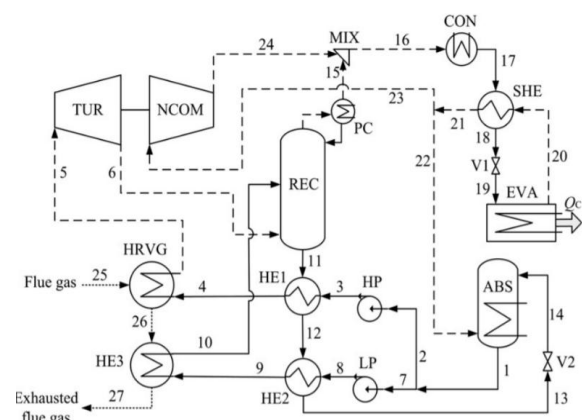 24
MIX
16
CON
15
17
23
SHE
TUR
NCOM
PC
21
18
20
22
V1
5
6
REC
19
EVA
Qc
HRVG
11
Flue gas
25
HE1
3
HP
ABS
4
26
14
10
12
2
HE3
9
8
LP
7
1
V2
27
HE2
13
Exhausted
flue gas